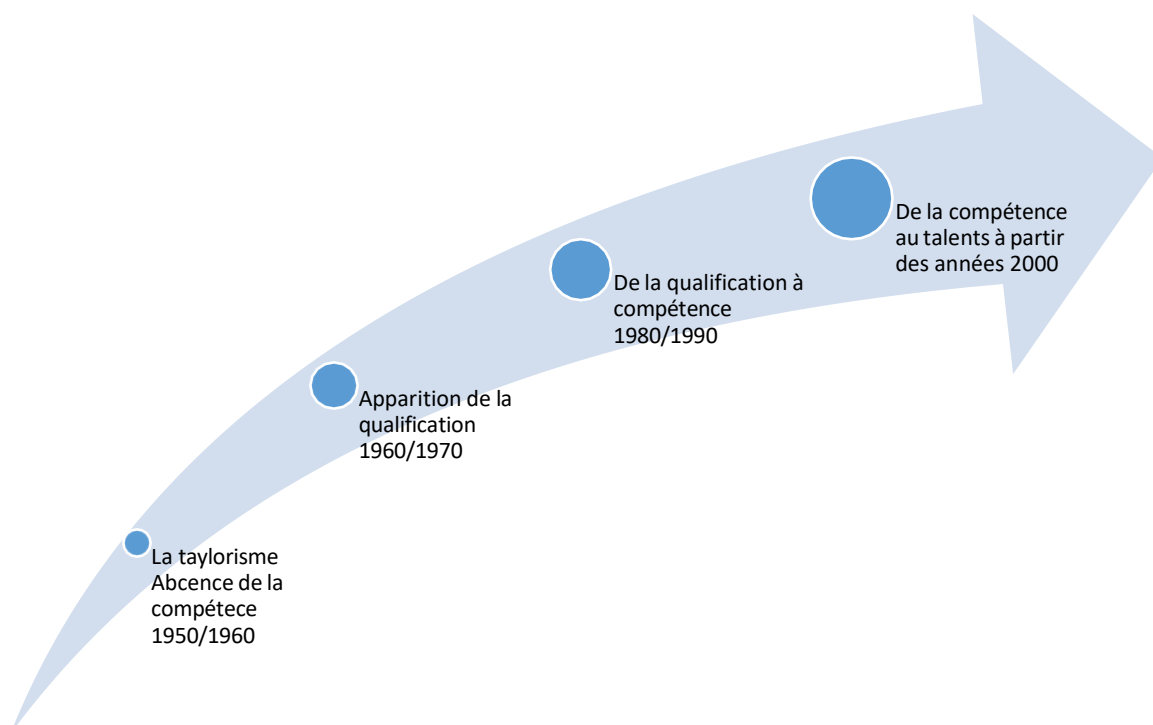 La taylorisme
Abcence de la
compétece
1950/1960
Apparition de la
qualification
1960/1970
De la qualification à
compétence
1980/1990
De la compétence
au talents à partir
des années 2000